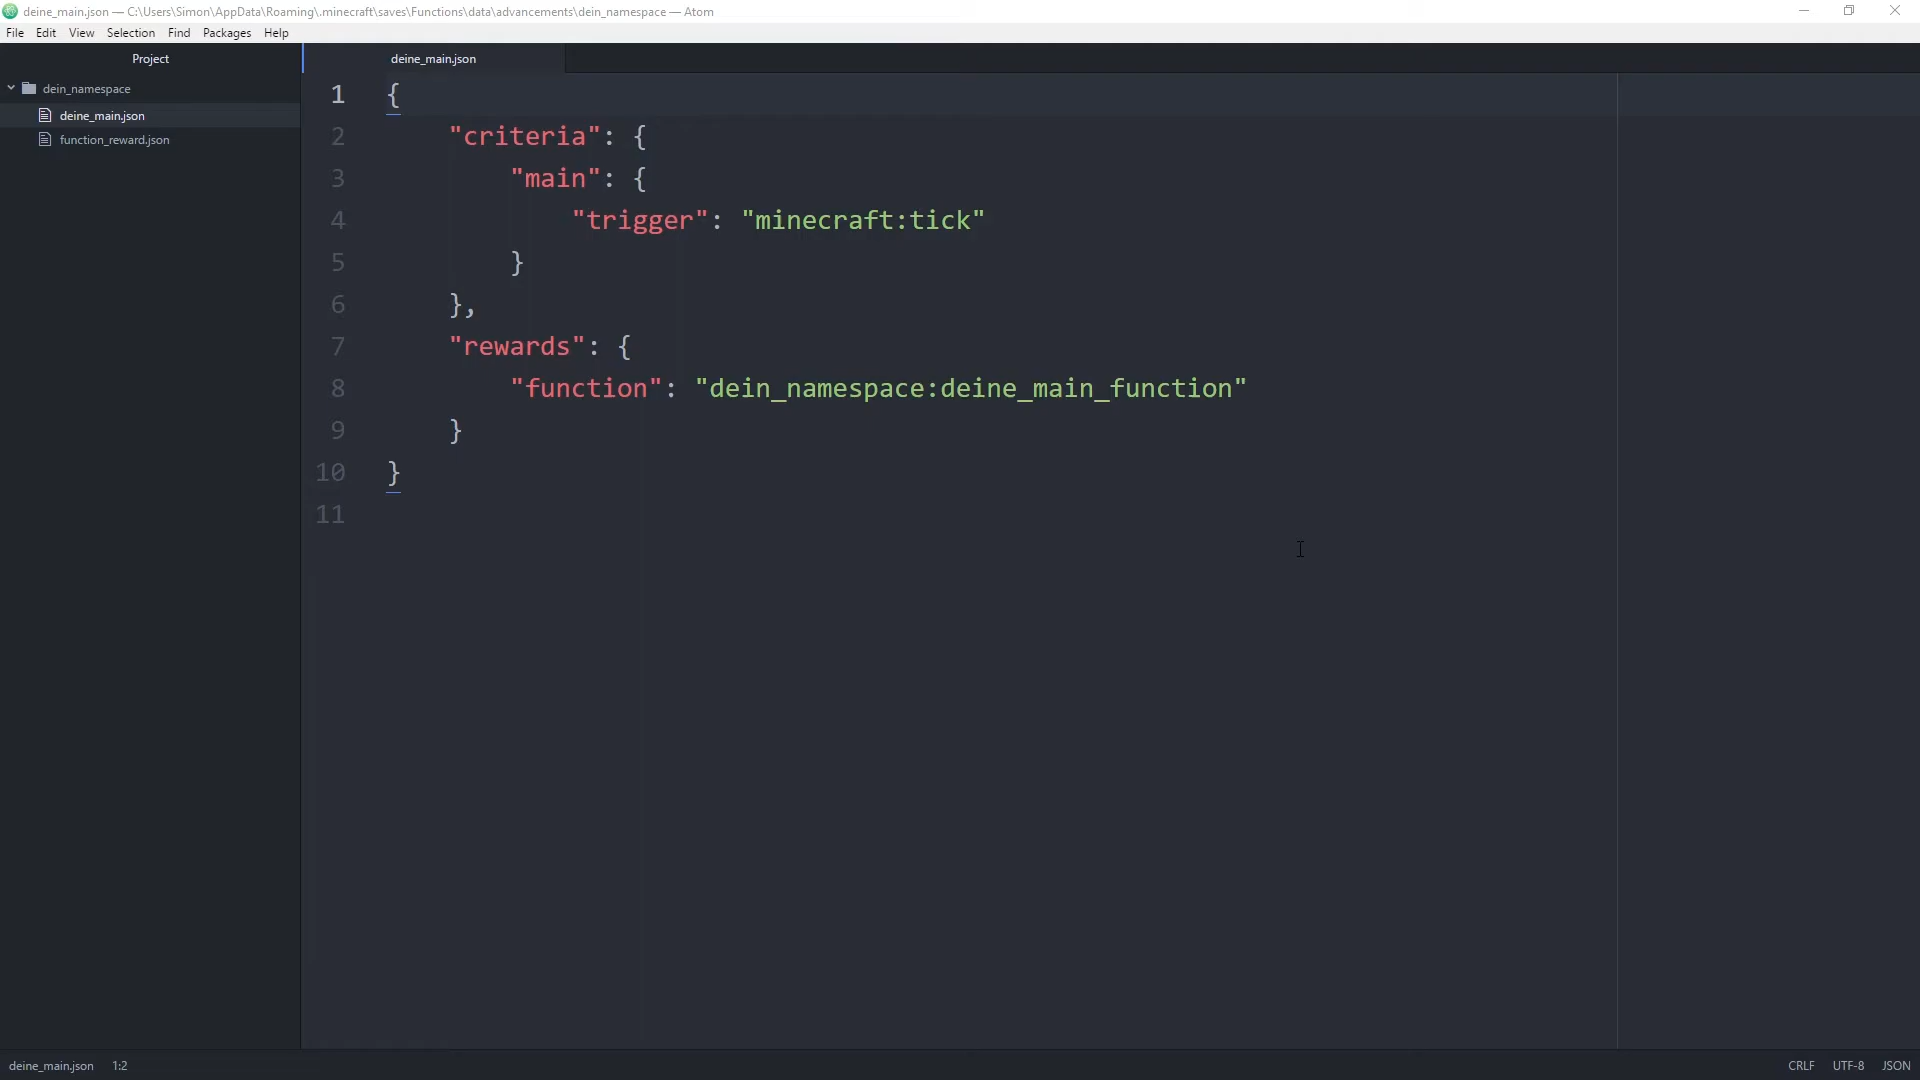 deine_main.json — C:\Users\Simon\AppData\Roaming\.minecraft\saves\Functions\data\advancements\dein_namespace — Atom
File Edit View Selection Find Packages Help
Project
dein_namespace
deine_main.json
function_reward.json
deine_main.json
1 {
2 "criteria": {
3 "main": {
4 "trigger": "minecraft:tick"
5 }
6 },
7 "rewards": {
8 "function": "dein_namespace:deine_main_function"
9 }
10 }
11
deine_main.json 1:2
CRLF UTF-8 JSON